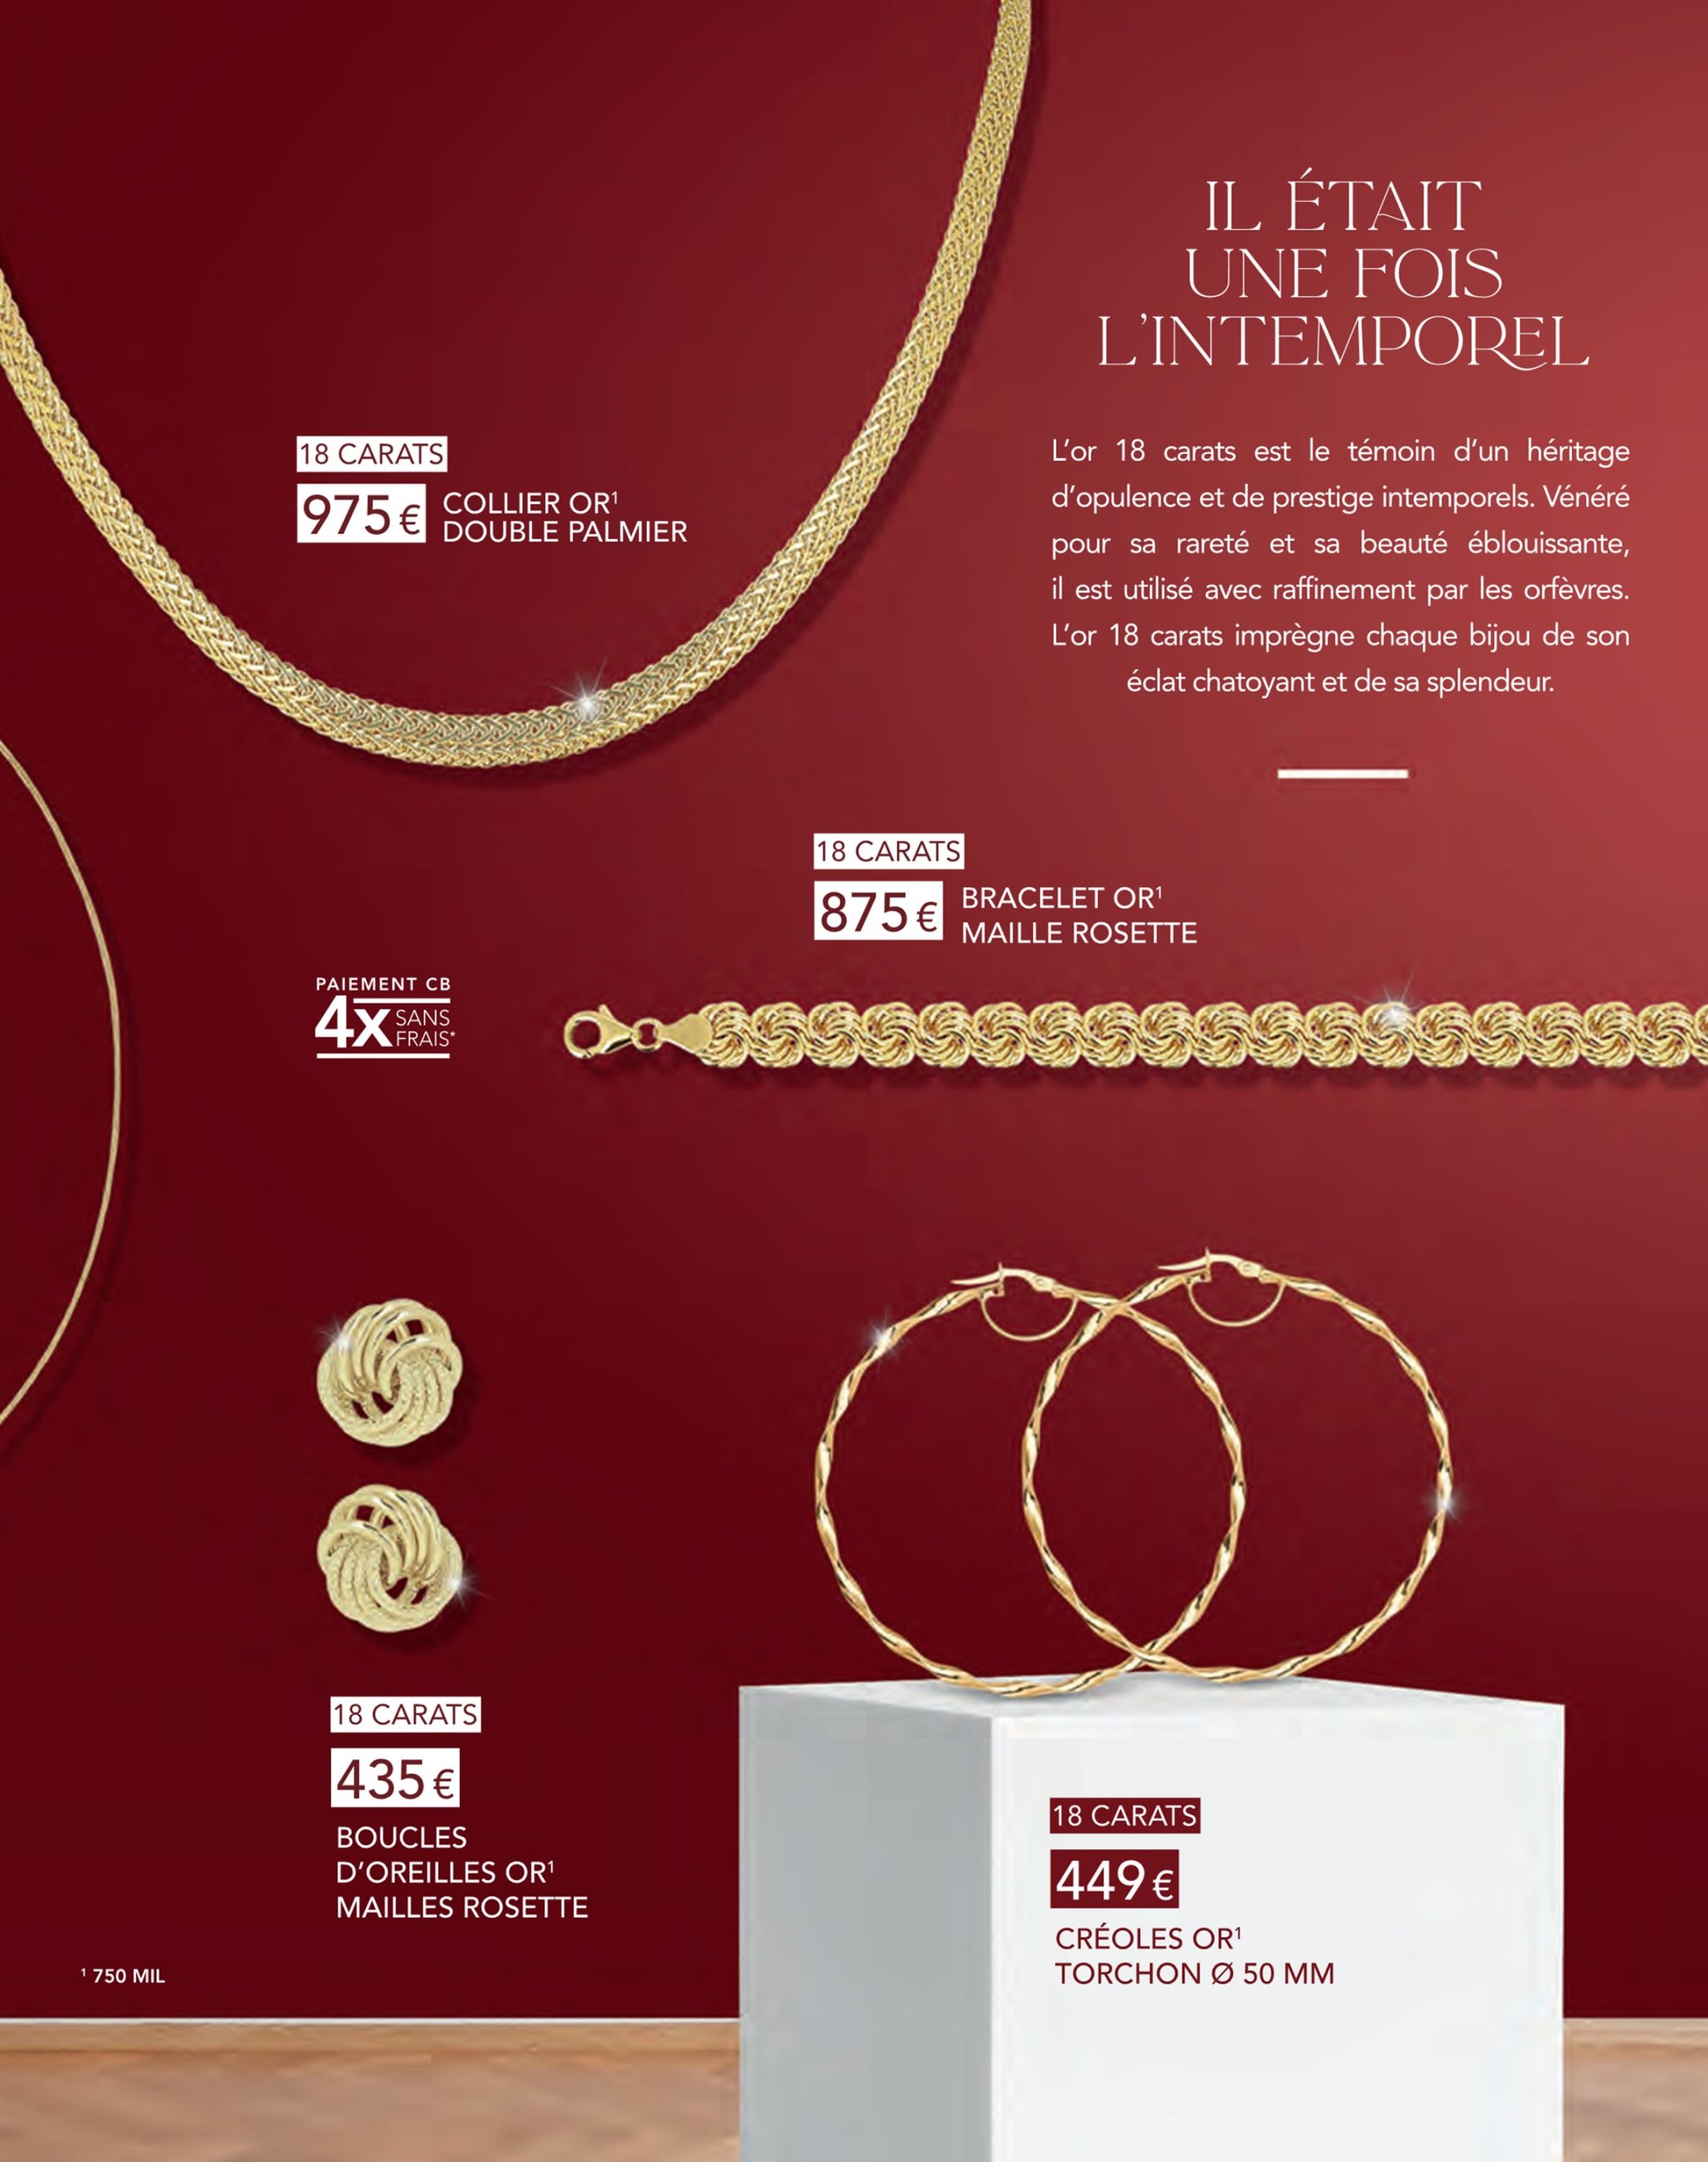 IL ÉTAIT
UNE FOIS
L'INTEMPOREL
L'or 18 carats est le témoin d'un héritage
d'opulence et de prestige intemporels. Vénéré
pour sa rareté et sa beauté éblouissante,
il est utilisé avec raffinement par les orfèvres.
L'or 18 carats imprègne chaque bijou de son
éclat chatoyant et de sa splendeur.
18 CARATS
975 €
COLLIER OR¹
DOUBLE PALMIER
18 CARATS
875 €
BRACELET OR¹
MAILLE ROSETTE
PAIEMENT CB
4X SANS
FRAIS*
18 CARATS
435 €
BOUCLES
D'OREILLES OR¹
MAILLES ROSETTE
18 CARATS
449 €
CRÉOLES OR¹
TORCHON Ø 50 MM
¹ 750 MIL